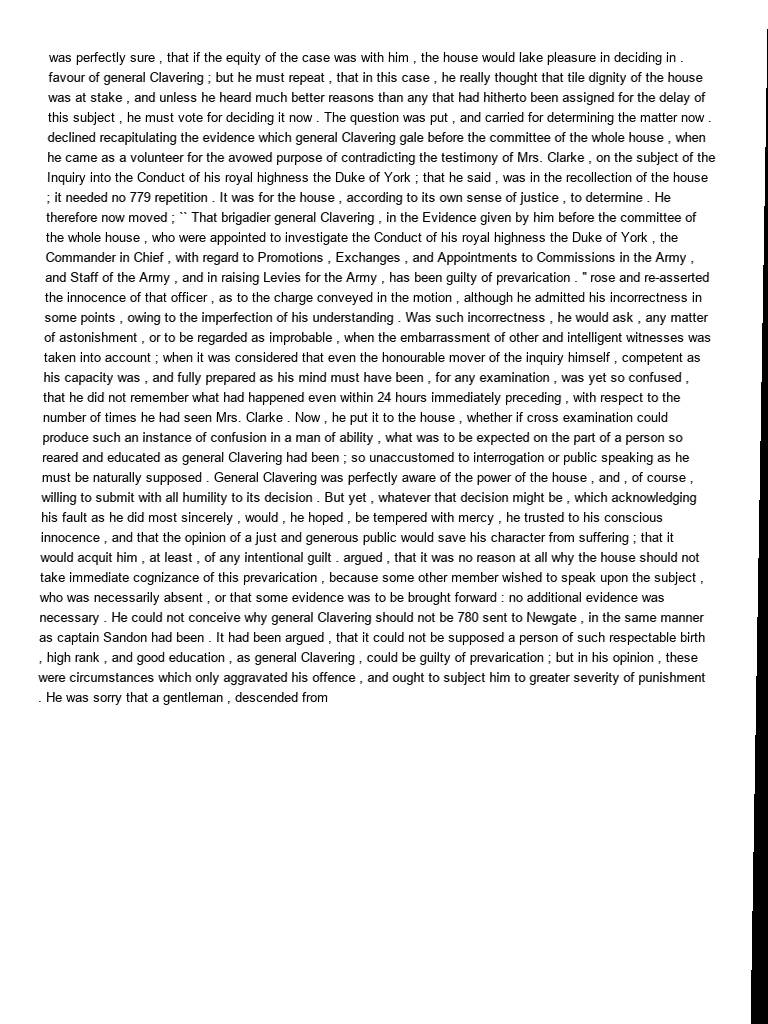 was perfectly sure , that if the equity of the case was with him , the house would lake pleasure in deciding in .
favour of general Clavering ; but he must repeat , that in this case , he really thought that tile dignity of the house
was at stake , and unless he heard much better reasons than any that had hitherto been assigned for the delay of
this subject , he must vote for deciding it now . The question was put , and carried for determining the matter now .
declined recapitulating the evidence which general Clavering gale before the committee of the whole house , when
he came as a volunteer for the avowed purpose of contradicting the testimony of Mrs. Clarke , on the subject of the
Inquiry into the Conduct of his royal highness the Duke of York ; that he said , was in the recollection of the house
; it needed no 779 repetition . It was for the house , according to its own sense of justice , to determine . He
therefore now moved ; `` That brigadier general Clavering , in the Evidence given by him before the committee of
the whole house , who were appointed to investigate the Conduct of his royal highness the Duke of York , the
Commander in Chief , with regard to Promotions , Exchanges , and Appointments to Commissions in the Army ,
and Staff of the Army , and in raising Levies for the Army , has been guilty of prevarication . '' rose and re-asserted
the innocence of that officer , as to the charge conveyed in the motion , although he admitted his incorrectness in
some points , owing to the imperfection of his understanding . Was such incorrectness , he would ask , any matter
of astonishment , or to be regarded as improbable , when the embarrassment of other and intelligent witnesses was
taken into account ; when it was considered that even the honourable mover of the inquiry himself , competent as
his capacity was , and fully prepared as his mind must have been , for any examination , was yet so confused ,
that he did not remember what had happened even within 24 hours immediately preceding , with respect to the
number of times he had seen Mrs. Clarke . Now , he put it to the house , whether if cross examination could
produce such an instance of confusion in a man of ability , what was to be expected on the part of a person so
reared and educated as general Clavering had been ; so unaccustomed to interrogation or public speaking as he
must be naturally supposed . General Clavering was perfectly aware of the power of the house , and , of course ,
willing to submit with all humility to its decision . But yet , whatever that decision might be , which acknowledging
his fault as he did most sincerely , would , he hoped , be tempered with mercy , he trusted to his conscious
innocence , and that the opinion of a just and generous public would save his character from suffering ; that it
would acquit him , at least , of any intentional guilt . argued , that it was no reason at all why the house should not
take immediate cognizance of this prevarication , because some other member wished to speak upon the subject ,
who was necessarily absent , or that some evidence was to be brought forward : no additional evidence was
necessary . He could not conceive why general Clavering should not be 780 sent to Newgate , in the same manner
as captain Sandon had been . It had been argued , that it could not be supposed a person of such respectable birth
, high rank , and good education , as general Clavering , could be guilty of prevarication ; but in his opinion , these
were circumstances which only aggravated his offence , and ought to subject him to greater severity of punishment
. He was sorry that a gentleman , descended from